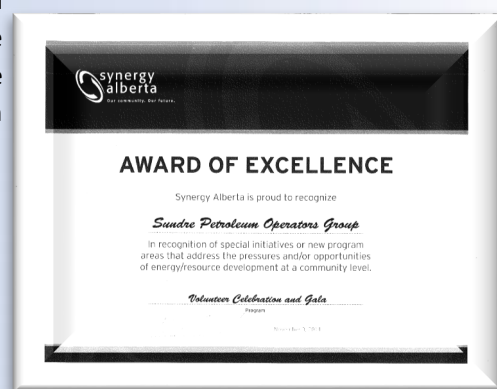 synergy
alberta
Our community. Our future.
AWARD OF EXCELLENCE
Synergy Alberta is proud to recognize
Sundre Petroleum Operators Group
In recognition of special initiatives or new program
areas that address the pressures and/or opportunities
of energy/resource development at a community level.
Volunteer Celebration and Gala
Program